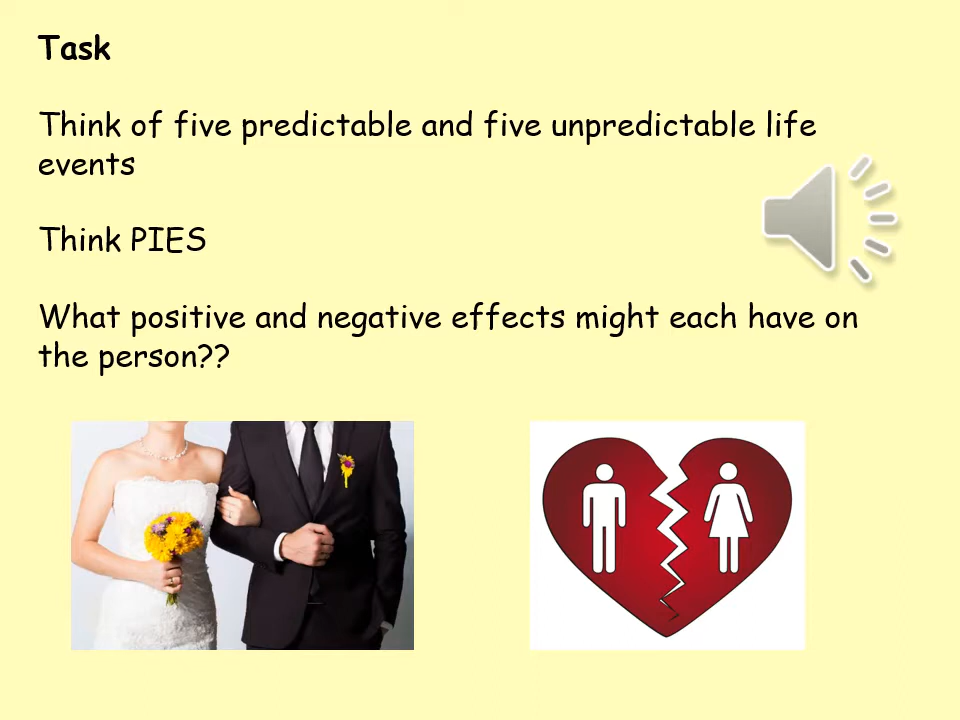 Task
Think of five predictable and five unpredictable life
events
Think PIES
What positive and negative effects might each have on
the person??